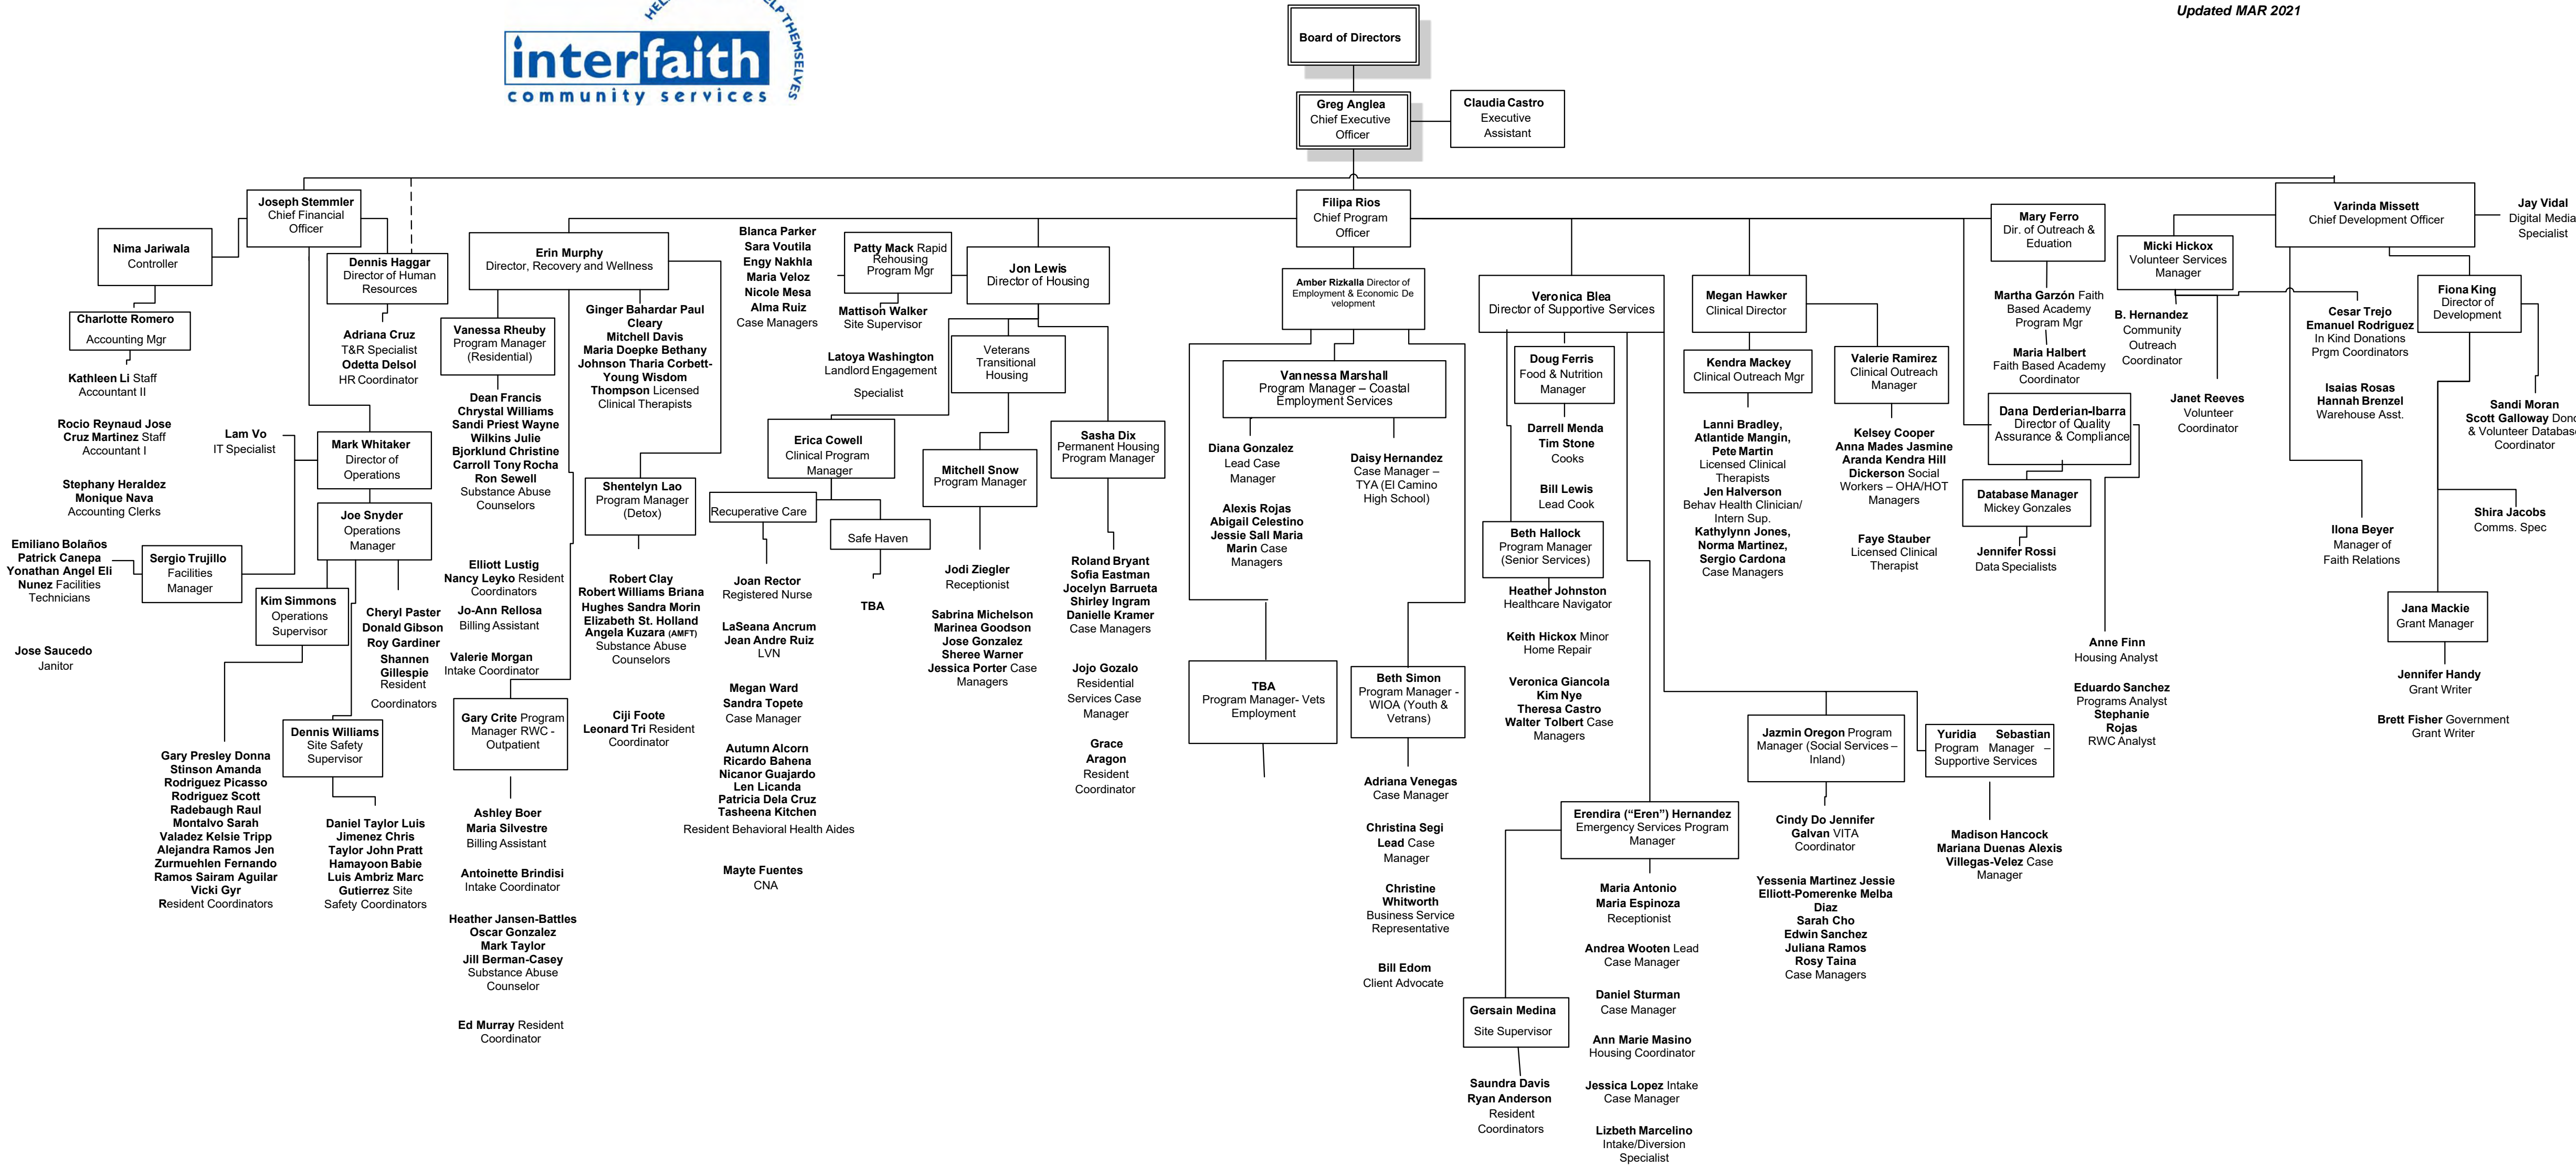 Updated MAR 2021
THEMSELVES
interfaith
community services
Board of Directors
Greg Anglea
Chief Executive
Officer
Claudia Castro
Executive
Assistant
Joseph Stemmler
Chief Financial
Officer
Nima Jariwala
Controller
Charlotte Romero
Accounting Mgr
Kathleen Li Staff
Accountant II
Rocio Reynaud Jose
Cruz Martinez Staff
Accountant I
Stephany Heraldez
Monique Nava
Accounting Clerks
Dennis Haggar
Director of Human
Resources
Adriana Cruz
T&R Specialist
Odetta Delsol
HR Coordinator
Lam Vo
IT Specialist
Mark Whitaker
Director of
Operations
Joe Snyder
Operations
Manager
Emiliano Bolaños
Patrick Canepa
Yonathan Angel Eli
Nunez Facilities
Technicians
Sergio Trujillo
Facilities
Manager
Jose Saucedo
Janitor
Kim Simmons
Operations
Supervisor
Cheryl Paster
Donald Gibson
Roy Gardiner
Shannen
Gillespie
Resident
Coordinators
Gary Presley Donna
Stinson Amanda
Rodriguez Picasso
Rodriguez Scott
Radebaugh Raul
Montalvo Sarah
Valadez Kelsie Tripp
Alejandra Ramos Jen
Zurmuehlen Fernando
Ramos Sairam Aguilar
Vicki Gyr
Resident Coordinators
Dennis Williams
Site Safety
Supervisor
Daniel Taylor Luis
Jimenez Chris
Taylor John Pratt
Hamayoon Babie
Luis Ambriz Marc
Gutierrez Site
Safety Coordinators
Filipa Rios
Chief Program
Officer
Erin Murphy
Director, Recovery and Wellness
Vanessa Rheuby
Program Manager
(Residential)
Dean Francis
Chrystal Williams
Sandi Priest Wayne
Wilkins Julie
Bjorklund Christine
Carroll Tony Rocha
Ron Sewell
Substance Abuse
Counselors
Elliott Lustig
Nancy Leyko Resident
Coordinators
Jo-Ann Rellosa
Billing Assistant
Valerie Morgan
Intake Coordinator
Gary Crite Program
Manager RWC -
Outpatient
Ashley Boer
Maria Silvestre
Billing Assistant
Antoinette Brindisi
Intake Coordinator
Heather Jansen-Battles
Oscar Gonzalez
Mark Taylor
Jill Berman-Casey
Substance Abuse
Counselor
Ed Murray Resident
Coordinator
Ginger Bahardar Paul
Cleary
Mitchell Davis
Maria Doepke Bethany
Johnson Tharia Corbett-
Young Wisdom
Thompson Licensed
Clinical Therapists
Shentelyn Lao
Program Manager
(Detox)
Robert Clay
Robert Williams Briana
Hughes Sandra Morin
Elizabeth St. Holland
Angela Kuzara (AMFT)
Substance Abuse
Counselors
Ciji Foote
Leonard Tri Resident
Coordinator
Blanca Parker
Sara Voutila
Engy Nakhla
Maria Veloz
Nicole Mesa
Alma Ruiz
Case Managers
Patty Mack Rapid
Rehousing
Program Mgr
Mattison Walker
Site Supervisor
Latoya Washington
Landlord Engagement
Specialist
Jon Lewis
Director of Housing
Veterans
Transitional
Housing
Erica Cowell
Clinical Program
Manager
Recuperative Care
Safe Haven
TBA
Joan Rector
Registered Nurse
LaSeana Ancrum
Jean Andre Ruiz
LVN
Megan Ward
Sandra Topete
Case Manager
Autumn Alcorn
Ricardo Bahena
Nicanor Guajardo
Len Licanda
Patricia Dela Cruz
Tasheena Kitchen
Resident Behavioral Health Aides
Mayte Fuentes
CNA
Mitchell Snow
Program Manager
Jodi Ziegler
Receptionist
Sabrina Michelson
Marinea Goodson
Jose Gonzalez
Sheree Warner
Jessica Porter Case
Managers
Sasha Dix
Permanent Housing
Program Manager
Roland Bryant
Sofia Eastman
Jocelyn Barrueta
Shirley Ingram
Danielle Kramer
Case Managers
Jojo Gozalo
Residential
Services Case
Manager
Grace
Aragon
Resident
Coordinator
Amber Rizkalla Director of
Employment & Economic De
velopment
Vannessa Marshall
Program Manager – Coastal
Employment Services
Diana Gonzalez
Lead Case
Manager
Alexis Rojas
Abigail Celestino
Jessie Sall Maria
Marin Case
Managers
Daisy Hernandez
Case Manager –
TYA (El Camino
High School)
TBA
Program Manager- Vets
Employment
Beth Simon
Program Manager -
WIOA (Youth &
Vetrans)
Adriana Venegas
Case Manager
Christina Segi
Lead Case
Manager
Christine
Whitworth
Business Service
Representative
Bill Edom
Client Advocate
Veronica Blea
Director of Supportive Services
Doug Ferris
Food & Nutrition
Manager
Darrell Menda
Tim Stone
Cooks
Bill Lewis
Lead Cook
Beth Hallock
Program Manager
(Senior Services)
Heather Johnston
Healthcare Navigator
Keith Hickox Minor
Home Repair
Veronica Giancola
Kim Nye
Theresa Castro
Walter Tolbert Case
Managers
Erendira (“Eren”) Hernandez
Emergency Services Program
Manager
Gersain Medina
Site Supervisor
Saundra Davis
Ryan Anderson
Resident
Coordinators
Maria Antonio
Maria Espinoza
Receptionist
Andrea Wooten Lead
Case Manager
Daniel Sturman
Case Manager
Ann Marie Masino
Housing Coordinator
Jessica Lopez Intake
Case Manager
Lizbeth Marcelino
Intake/Diversion
Specialist
Jazmin Oregon Program
Manager (Social Services –
Inland)
Cindy Do Jennifer
Galvan VITA
Coordinator
Yessenia Martinez Jessie
Elliott-Pomerenke Melba
Diaz
Sarah Cho
Edwin Sanchez
Juliana Ramos
Rosy Taina
Case Managers
Yuridia Sebastian
Program Manager –
Supportive Services
Madison Hancock
Mariana Duenas Alexis
Villegas-Velez Case
Manager
Megan Hawker
Clinical Director
Kendra Mackey
Clinical Outreach Mgr
Lanni Bradley,
Atlantide Mangin,
Pete Martin
Licensed Clinical
Therapists
Jen Halverson
Behav Health Clinician/
Intern Sup.
Kathylynn Jones,
Norma Martinez,
Sergio Cardona
Case Managers
Valerie Ramirez
Clinical Outreach
Manager
Kelsey Cooper
Anna Mades Jasmine
Aranda Kendra Hill
Dickerson Social
Workers – OHA/HOT
Managers
Faye Stauber
Licensed Clinical
Therapist
Mary Ferro
Dir. of Outreach &
Eduation
Martha Garzón Faith
Based Academy
Program Mgr
Maria Halbert
Faith Based Academy
Coordinator
Dana Derderian-Ibarra
Director of Quality
Assurance & Compliance
Database Manager
Mickey Gonzales
Jennifer Rossi
Data Specialists
Anne Finn
Housing Analyst
Eduardo Sanchez
Programs Analyst
Stephanie
Rojas
RWC Analyst
Varinda Missett
Chief Development Officer
Jay Vidal
Digital Media
Specialist
Micki Hickox
Volunteer Services
Manager
B. Hernandez
Community
Outreach
Coordinator
Janet Reeves
Volunteer
Coordinator
Cesar Trejo
Emanuel Rodriguez
In Kind Donations
Prgm Coordinators
Isaias Rosas
Hannah Brenzel
Warehouse Asst.
Ilona Beyer
Manager of
Faith Relations
Fiona King
Director of
Development
Sandi Moran
Scott Galloway
& Volunteer Database
Coordinator
Shira Jacobs
Comms. Spec
Jana Mackie
Grant Manager
Jennifer Handy
Grant Writer
Brett Fisher Government
Grant Writer